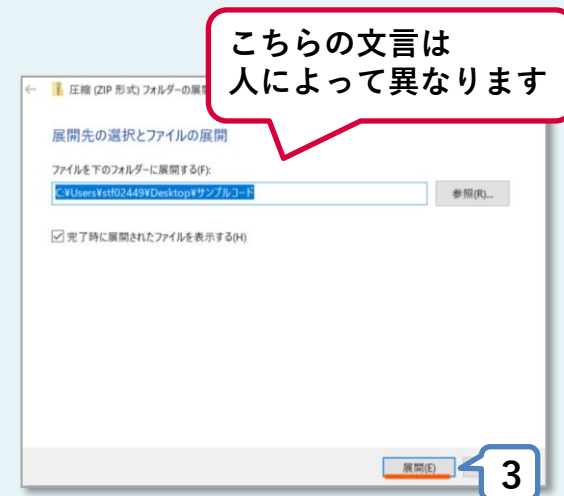 こちらの文言は
人によって異なります
← 圧縮 (ZIP 形式) フォルダーの展開
展開先の選択とファイルの展開
ファイルを下のフォルダーに展開する(F):
C:¥Users¥stf02449¥Desktop¥サンプルコード
参照(R)...
完了時に展開されたファイルを表示する(H)
展開(E)
3